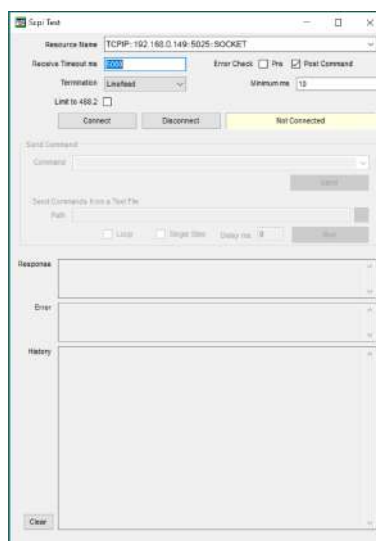 Scpi Test
Resource Name TCPIP::192.168.0.149::5025::SOCKET
Receive Timeout ms 5000 Error Check Pre Post Command
Termination Linefeed Minimum ms 10
Limit to 488.2
Connect Disconnect Not Connected
Send Command
Command
Send
Send Commands from a Text File
Path
Loop Single Step Delay ms 0
Response
Error
History
Clear